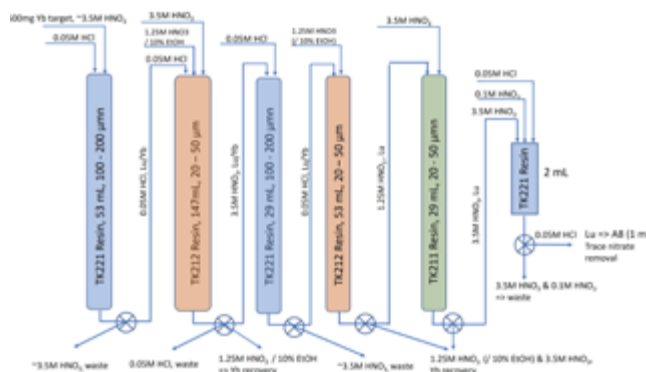 500mg Yb target, ~3.5M HNO₃
0.05M HCl
3.5M HNO₃
1.25M HNO3
/ 10% EtOH
0.05M HCl
0.05M HCl
1.25M HNO3
(/ 10% EtOH)
3.5M HNO₃
0.05M HCl
0.1M HNO₃
3.5M HNO₃
TK221 Resin, 53 mL, 100 - 200 µmn
0.05M HCl, Lu/Yb
TK212 Resin, 147mL, 20 – 50 µm
3.5M HNO₃, Lu/Yb
TK221 Resin, 29 mL, 100 - 200 µm
0.05M HCl, Lu/Yb
TK212 Resin, 53 mL, 20 - 50 µm
1.25M HNO₃, Lu
TK211 Resin, 29 mL, 20 - 50 µm
3.5M HNO₃, Lu
TK221 Resin
2 mL
0.05M HCl
Lu => A8 (1 m
Trace nitrate
removal
3.5M HNO₃ & 0.1M HNO₃
=> waste
~3.5M HNO₃, waste
0.05M HCl, waste
1.25M HNO₃ / 10% EtOH
=> Yb recovery
~3.5M HNO₃, waste
1.25M HNO₃ (/ 10% EtOH) & 3.5M HNO₃,
Yb recovery